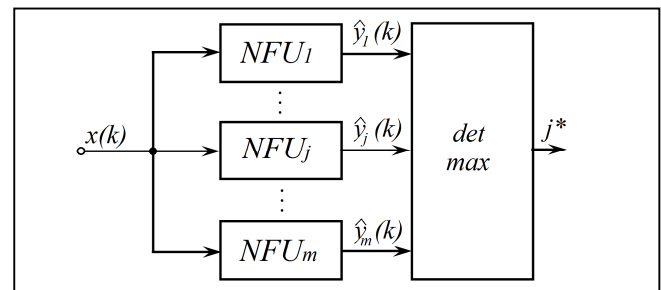 NFU₁
ŷ₁(k)
x(k)
NFUⱼ
ŷⱼ(k)
det
max
j*
NFUₘ
ŷₘ(k)